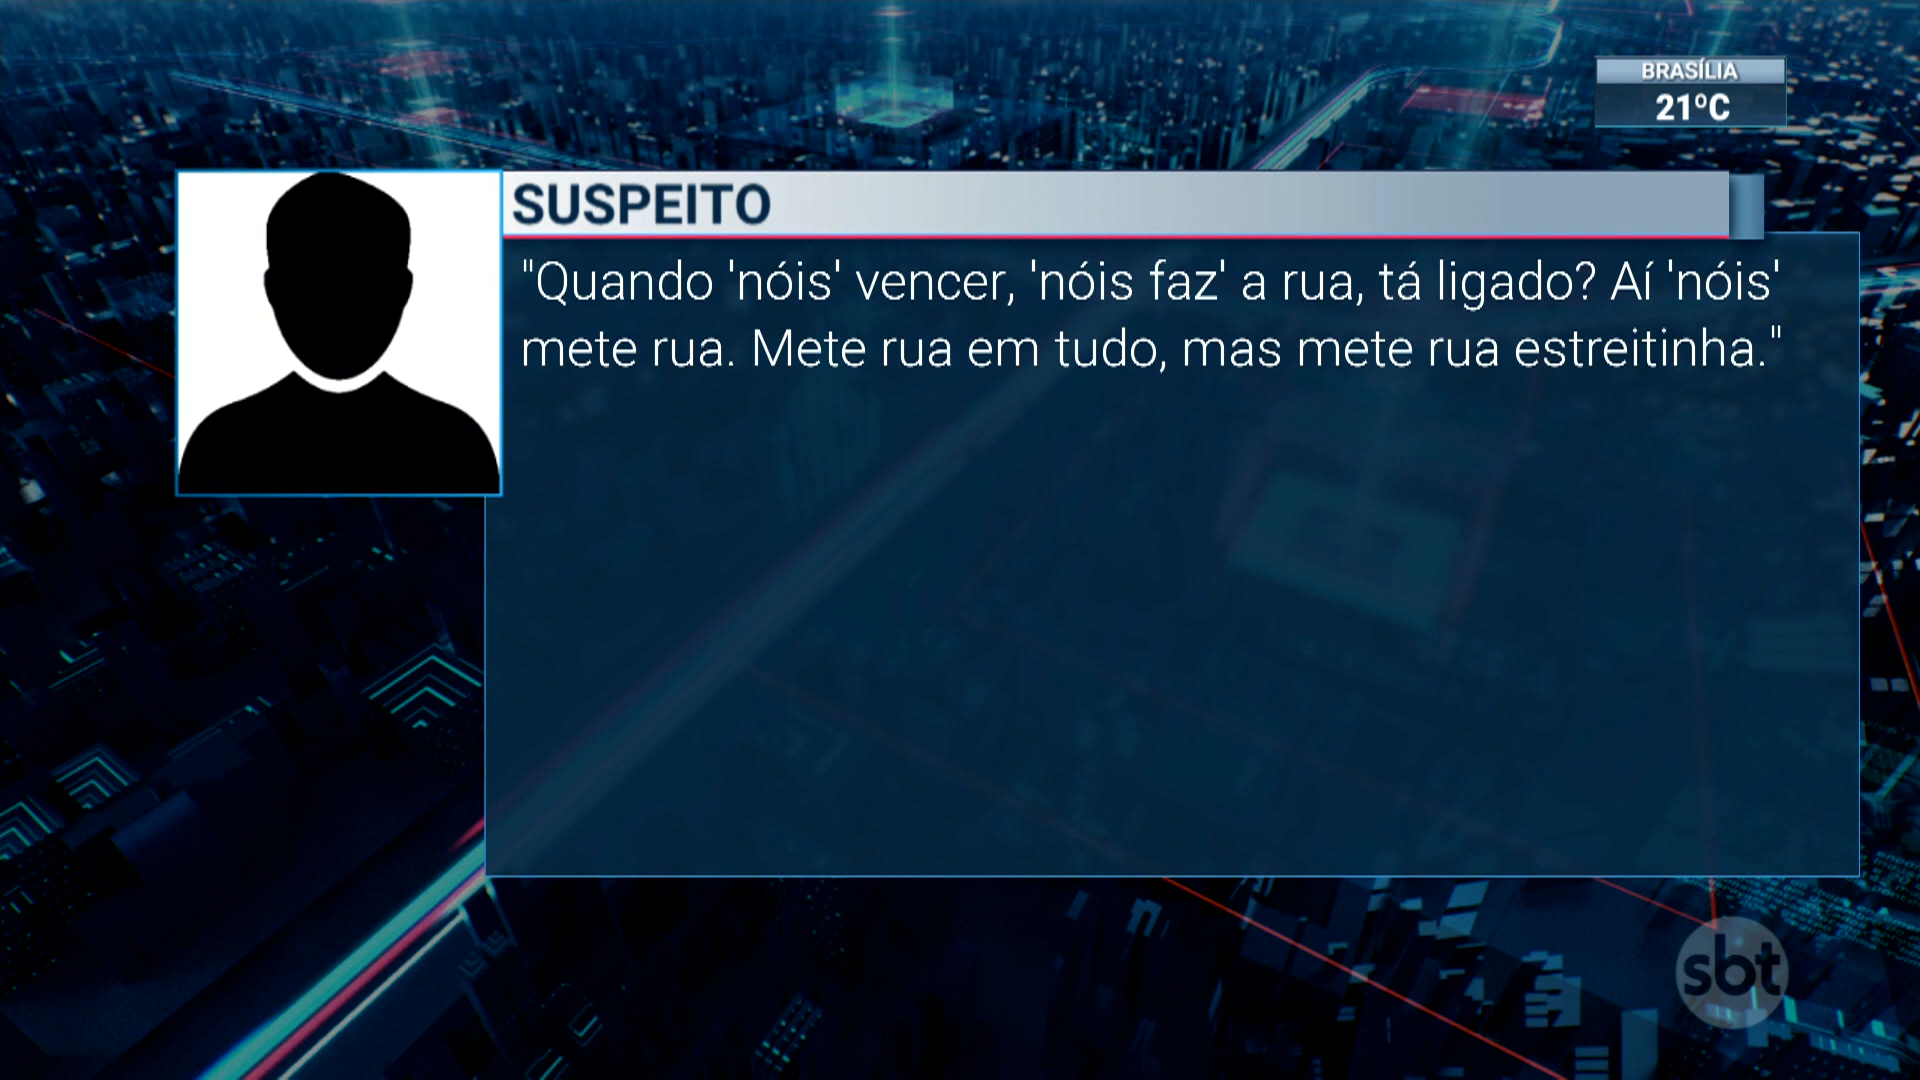 BRASÍLIA
21ºC
SUSPEITO
"Quando 'nóis' vencer, 'nóis faz' a rua, tá ligado? Aí 'nóis'
mete rua. Mete rua em tudo, mas mete rua estreitinha."
sbt